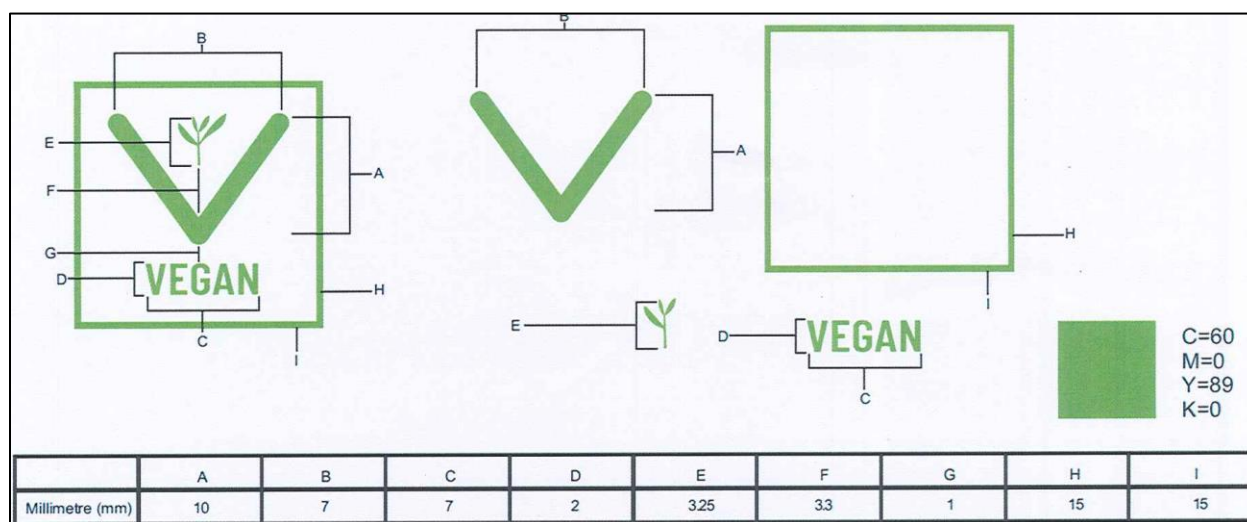 B
E
F
A
G
D
VEGAN
H
C
I
B
A
H
I
E
D
VEGAN
C
C=60
M=0
Y=89
K=0
A B C D E F G H I
Millimetre (mm) 10 7 7 2 3.25 3.3 1 15 15